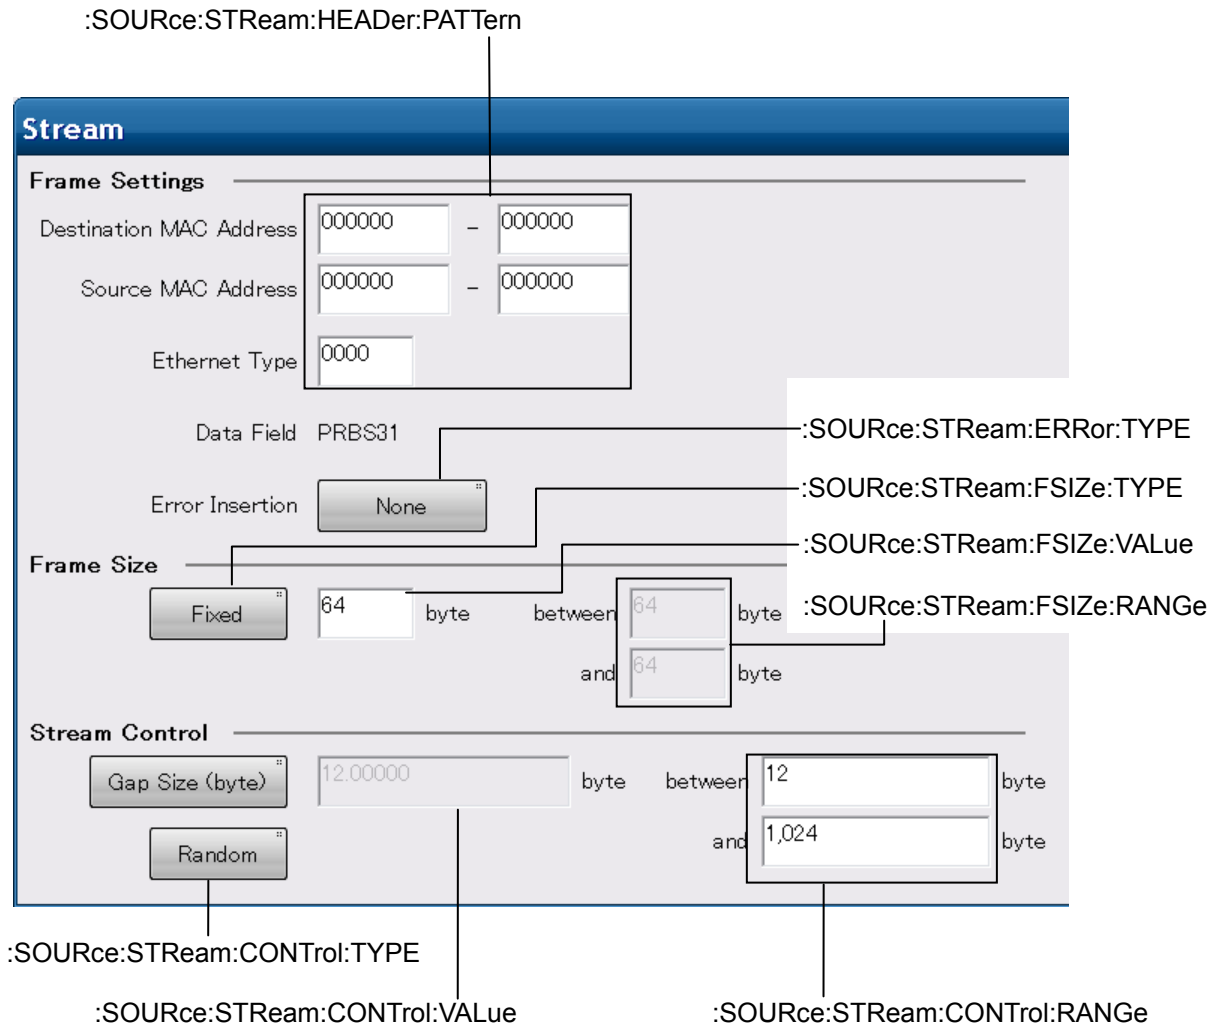 :SOURce:STReam:HEADer:PATTern
Stream
Frame Settings
Destination MAC Address 000000 - 000000
Source MAC Address 000000 - 000000
Ethernet Type 0000
Data Field PRBS31
:SOURce:STReam:ERRor:TYPE
:SOURce:STReam:FSIZe:TYPE
Error Insertion None
:SOURce:STReam:FSIZe:VALue
Frame Size
Fixed 64 byte between 64 byte
:SOURce:STReam:FSIZe:RANGe
and 64 byte
Stream Control
Gap Size (byte) 12.00000 byte between 12 byte
Random and 1,024 byte
:SOURce:STReam:CONTrol:TYPE
:SOURce:STReam:CONTrol:VALue
:SOURce:STReam:CONTrol:RANGe